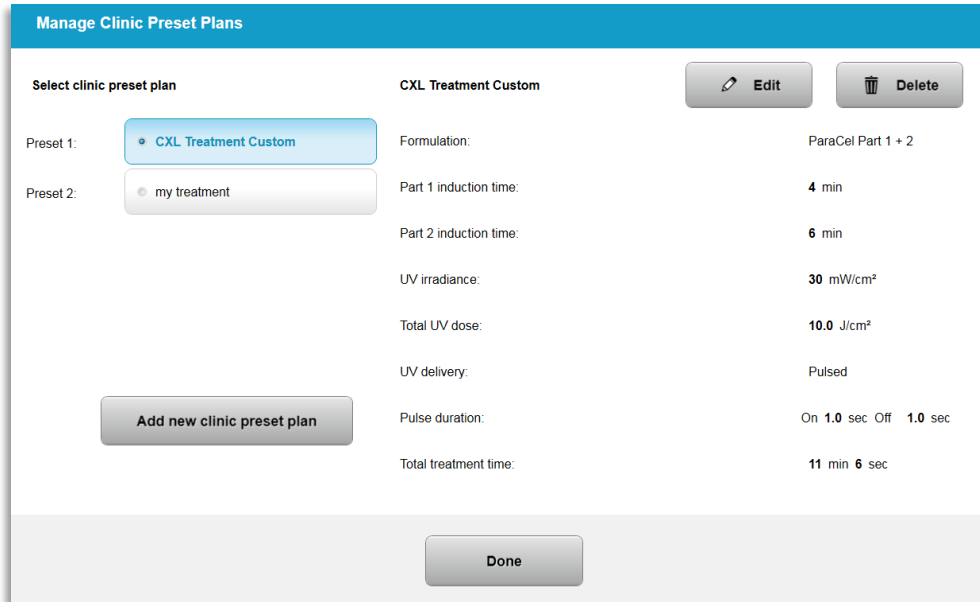 Manage Clinic Preset Plans
Select clinic preset plan
Preset 1: CXL Treatment Custom
Preset 2: my treatment
Add new clinic preset plan
CXL Treatment Custom
Edit
Delete
Formulation: ParaCel Part 1 + 2
Part 1 induction time: 4 min
Part 2 induction time: 6 min
UV irradiance: 30 mW/cm²
Total UV dose: 10.0 J/cm²
UV delivery: Pulsed
Pulse duration: On 1.0 sec Off 1.0 sec
Total treatment time: 11 min 6 sec
Done